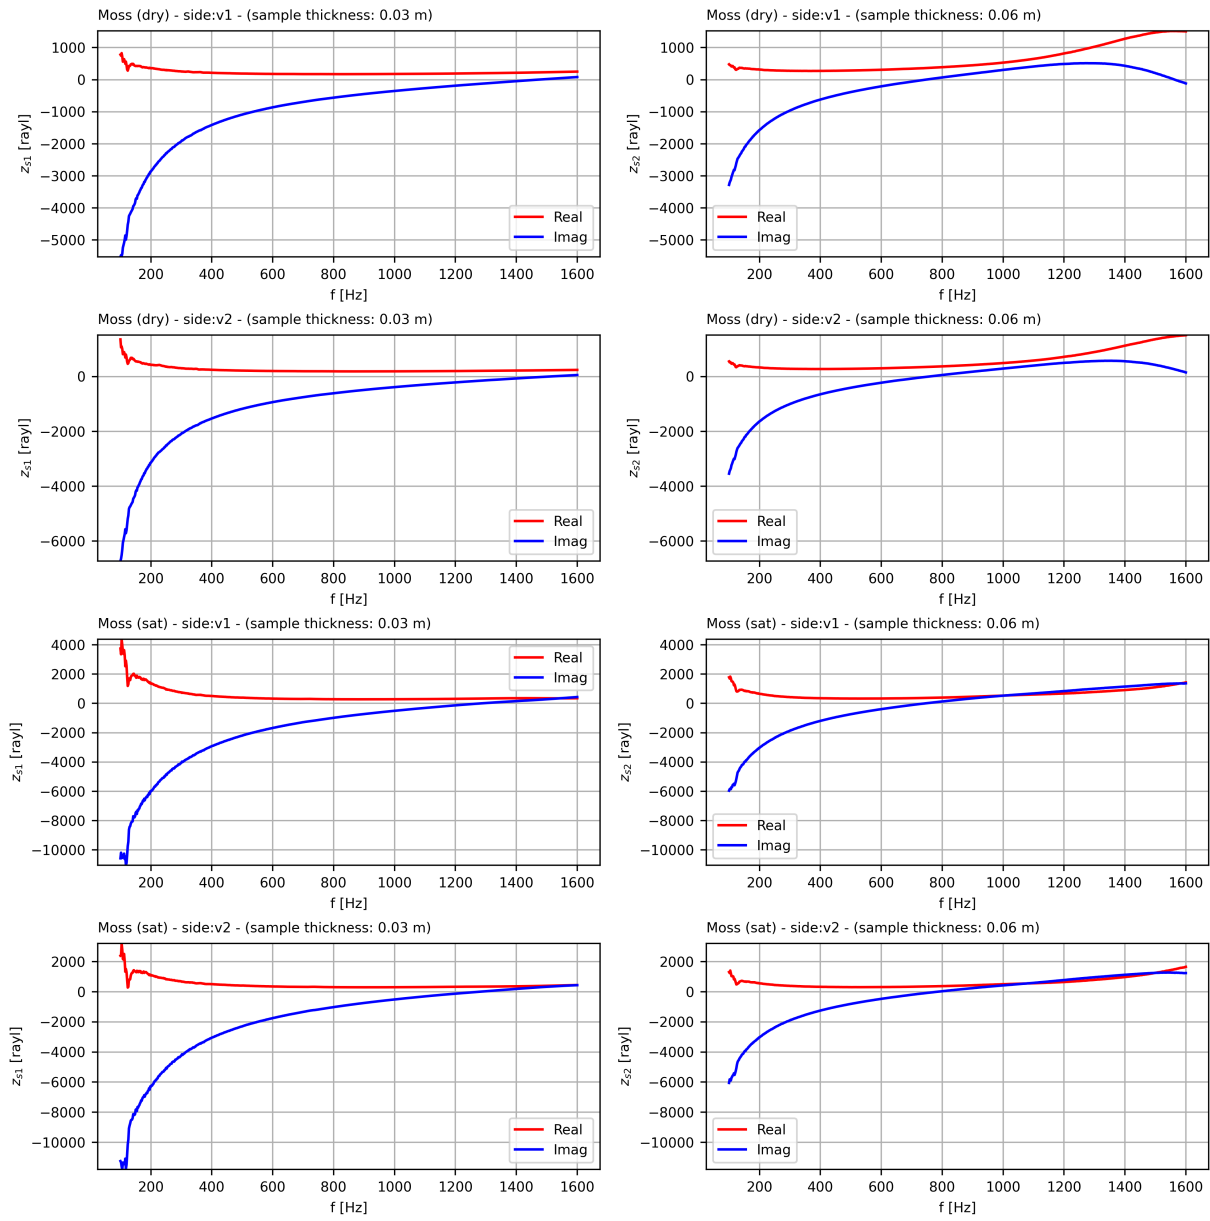 Moss (dry) - side:v1 - (sample thickness: 0.03 m)
1000
0
−1000
−2000
−3000
−4000
−5000
z_s1 [rayl]
Real
Imag
200 400 600 800 1000 1200 1400 1600
f [Hz]
Moss (dry) - side:v1 - (sample thickness: 0.06 m)
1000
0
−1000
−2000
−3000
−4000
−5000
z_s2 [rayl]
Real
Imag
200 400 600 800 1000 1200 1400 1600
f [Hz]
Moss (dry) - side:v2 - (sample thickness: 0.03 m)
0
−2000
−4000
−6000
z_s1 [rayl]
Real
Imag
200 400 600 800 1000 1200 1400 1600
f [Hz]
Moss (dry) - side:v2 - (sample thickness: 0.06 m)
0
−2000
−4000
−6000
z_s2 [rayl]
Real
Imag
200 400 600 800 1000 1200 1400 1600
f [Hz]
Moss (sat) - side:v1 - (sample thickness: 0.03 m)
4000
2000
0
−2000
−4000
−6000
−8000
−10000
z_s1 [rayl]
Real
Imag
200 400 600 800 1000 1200 1400 1600
f [Hz]
Moss (sat) - side:v1 - (sample thickness: 0.06 m)
4000
2000
0
−2000
−4000
−6000
−8000
−10000
z_s2 [rayl]
Real
Imag
200 400 600 800 1000 1200 1400 1600
f [Hz]
Moss (sat) - side:v2 - (sample thickness: 0.03 m)
2000
0
−2000
−4000
−6000
−8000
−10000
z_s1 [rayl]
Real
Imag
200 400 600 800 1000 1200 1400 1600
f [Hz]
Moss (sat) - side:v2 - (sample thickness: 0.06 m)
2000
0
−2000
−4000
−6000
−8000
−10000
z_s2 [rayl]
Real
Imag
200 400 600 800 1000 1200 1400 1600
f [Hz]